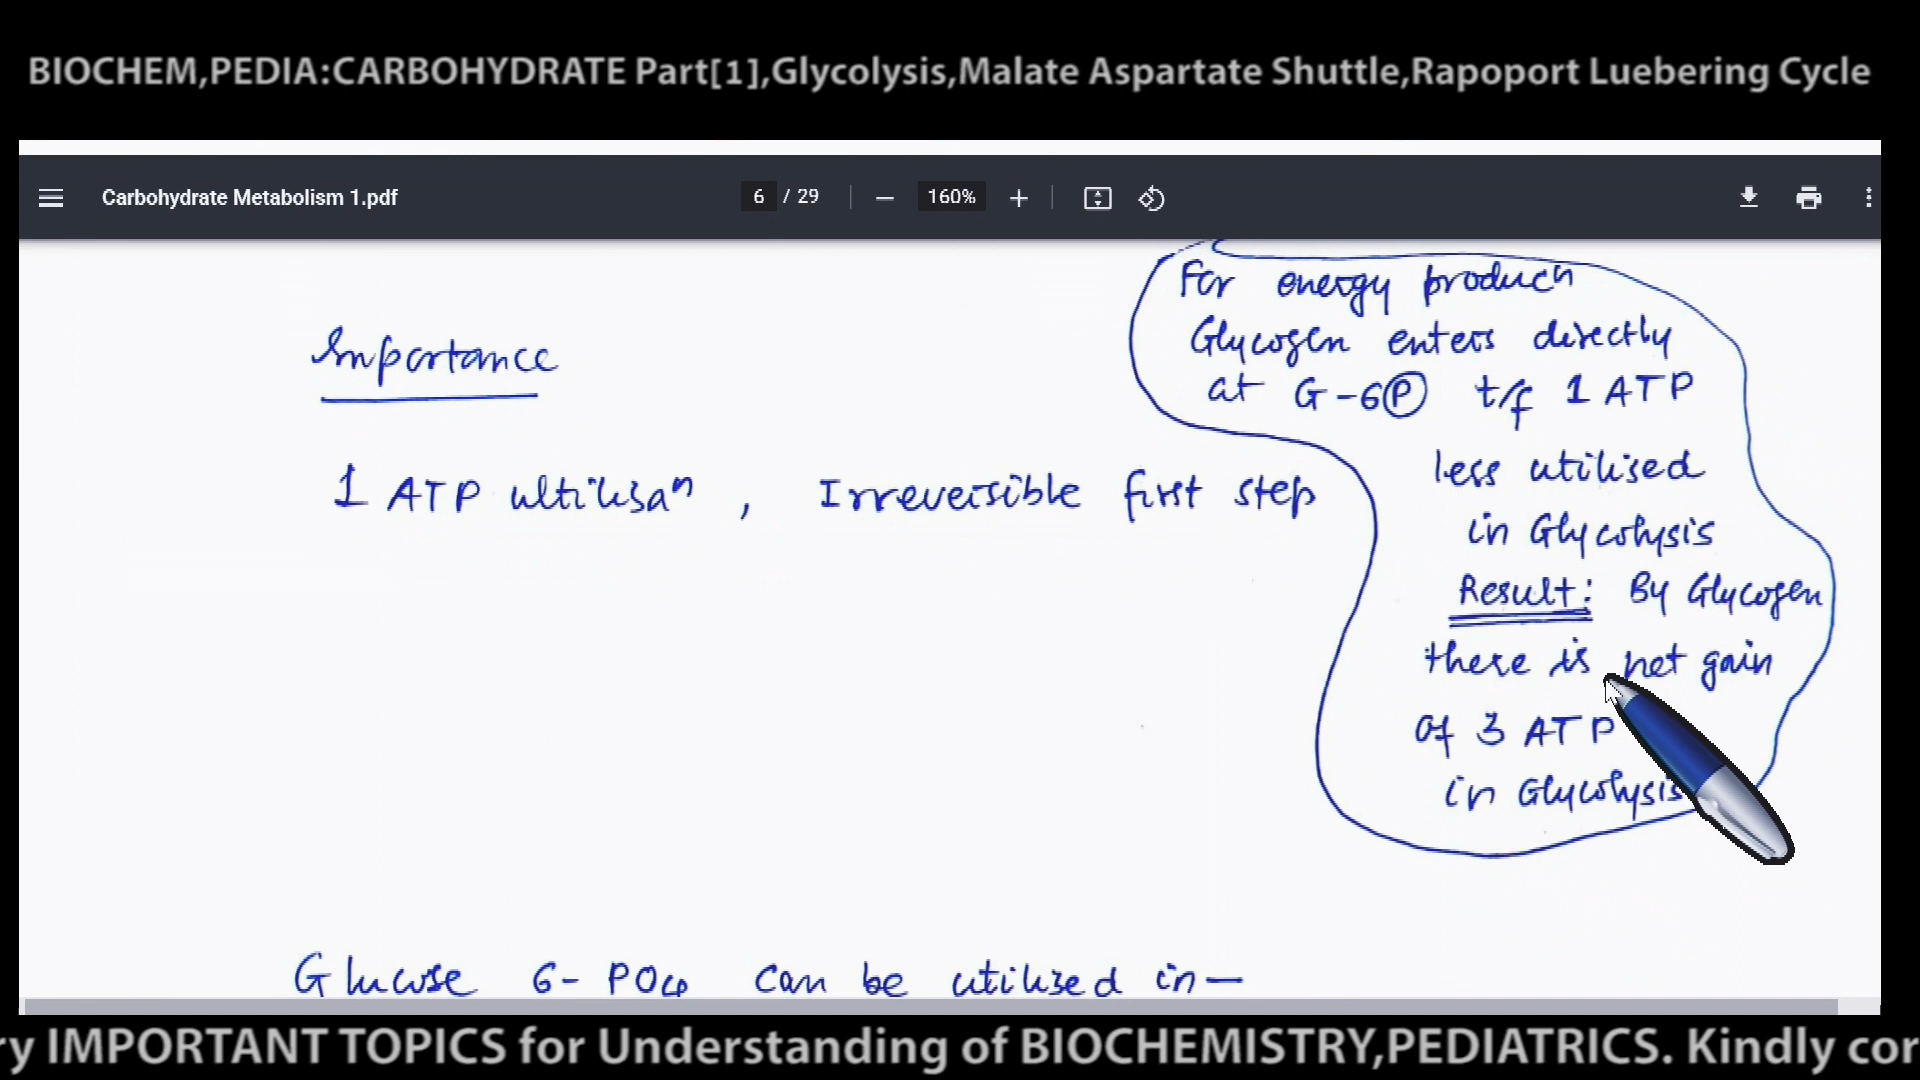 BIOCHEM,PEDIA:CARBOHYDRATE Part[1],Glycolysis,Malate Aspartate Shuttle,Rapoport Luebering Cycle
Carbohydrate Metabolism 1.pdf
6 / 29
160%
Importance
1 ATP ultilisaⁿ , Irreversible first step
For energy producⁿ
Glycogen enters directly
at G-6Ⓟ t/f 1 ATP
less utilised
in Glycolysis
Result: By Glycogen
there is net gain
of 3 ATP
in Glycolysis
Glucose 6-PO4 can be utilised in—
ry IMPORTANT TOPICS for Understanding of BIOCHEMISTRY,PEDIATRICS. Kindly cor